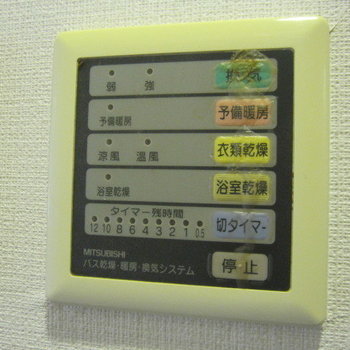 弱 強 換気
予備暖房 予備暖房
涼風 温風 衣類乾燥
浴室乾燥 浴室乾燥
タイマー残時間
12 10 8 6 4 3 2 1 0.5 切タイマー
MITSUBISHI
バス乾燥・暖房・換気システム 停止